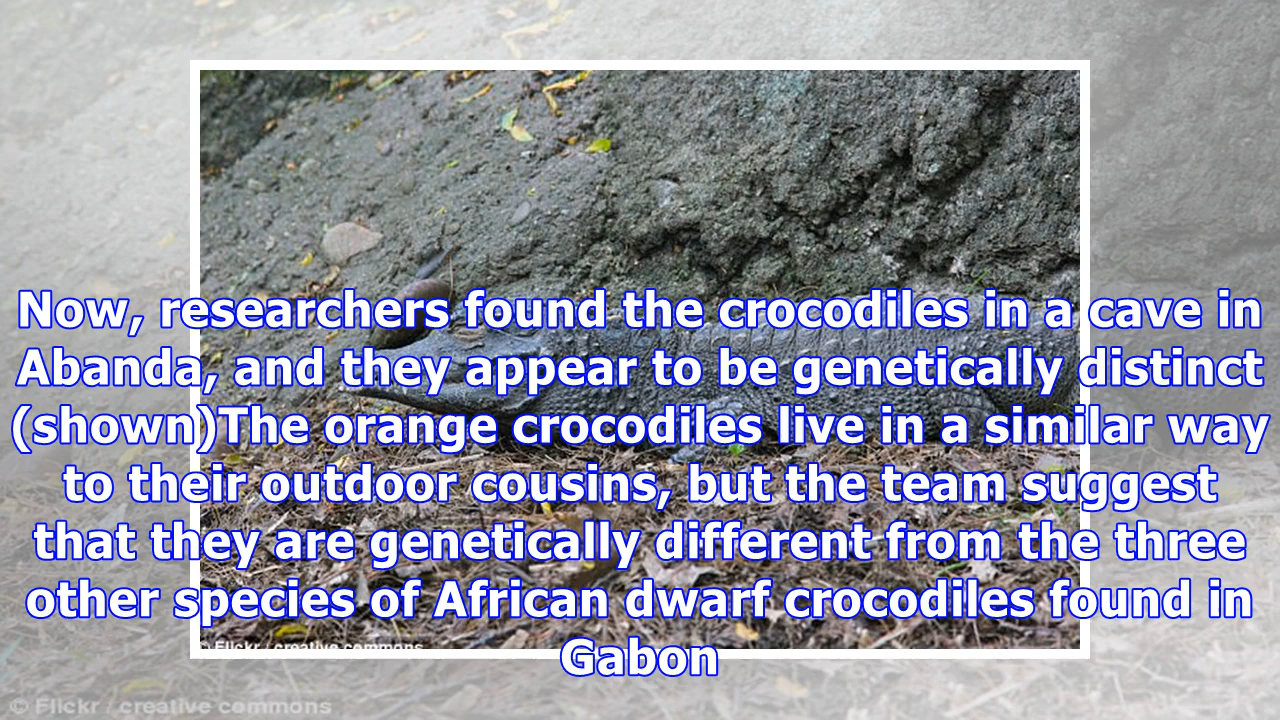 Now, researchers found the crocodiles in a cave in
Abanda, and they appear to be genetically distinct
(shown)The orange crocodiles live in a similar way
to their outdoor cousins, but the team suggest
that they are genetically different from the three
other species of African dwarf crocodiles found in
Gabon
© Flickr / creative commons
© Flickr / creative commons